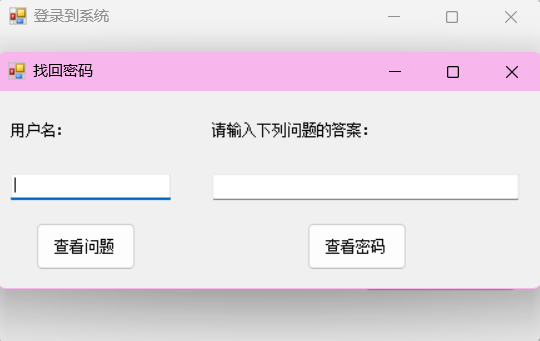 登录到系统
找回密码
用户名：
请输入下列问题的答案：
查看问题
查看密码